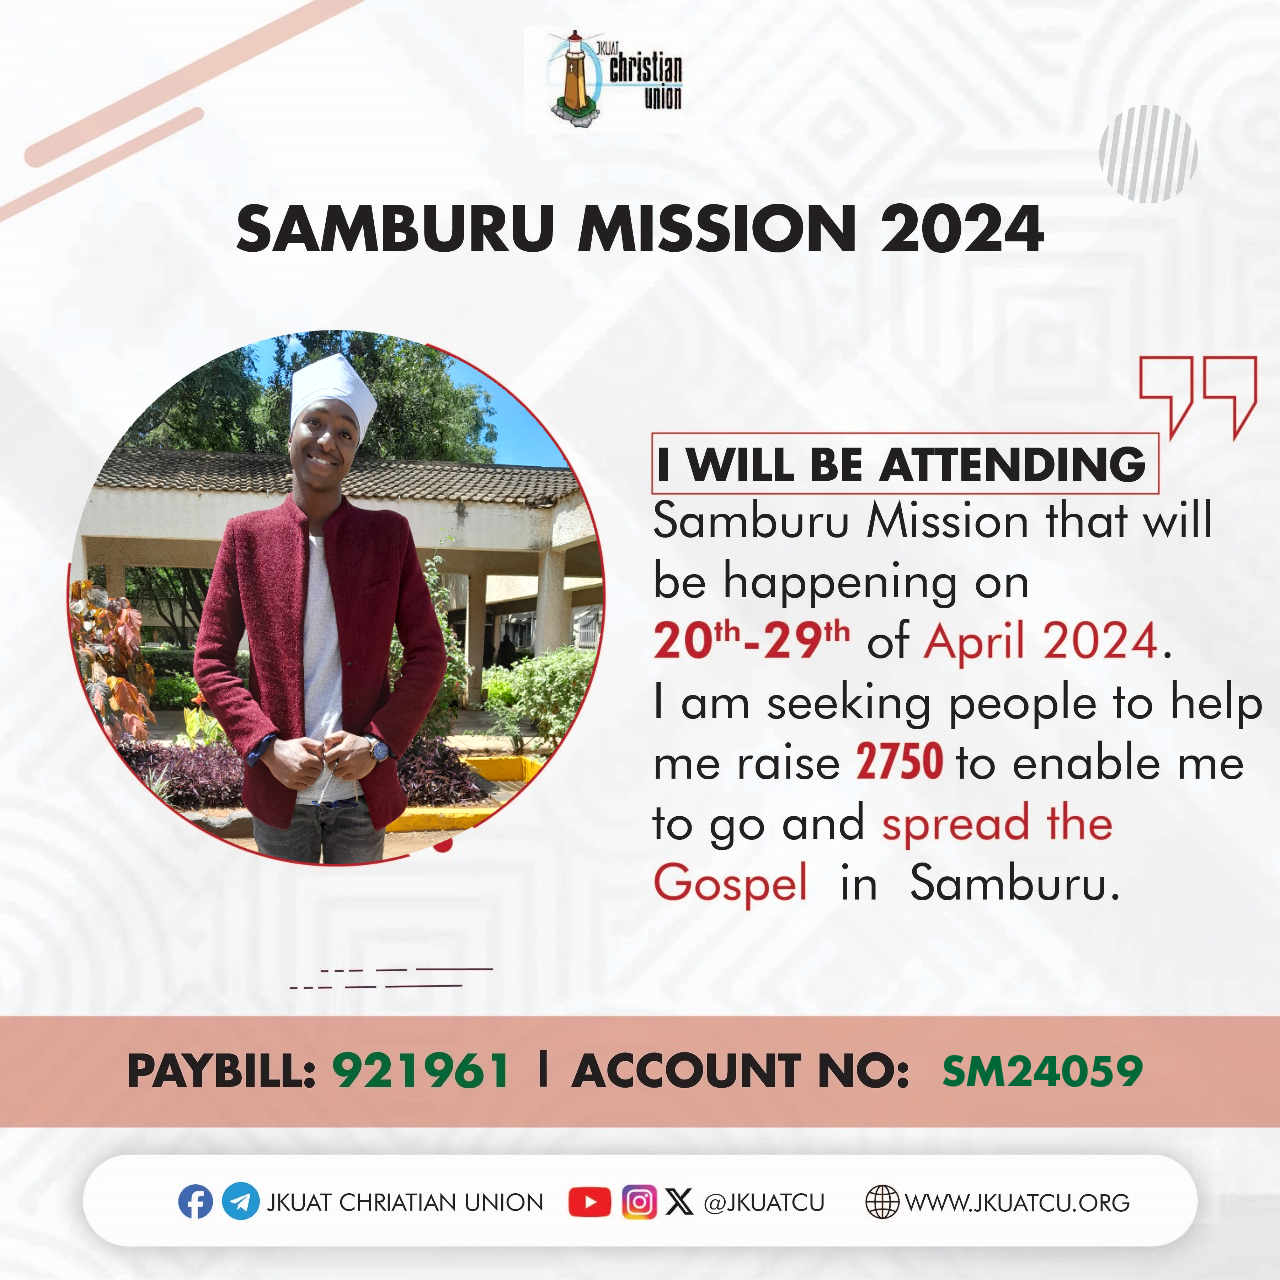 JKUAT
christian
union
SAMBURU MISSION 2024
I WILL BE ATTENDING
Samburu Mission that will
be happening on
20th-29th of April 2024.
I am seeking people to help
me raise 2750 to enable me
to go and spread the
Gospel in Samburu.
PAYBILL: 921961 | ACCOUNT NO: SM24059
JKUAT CHRIATIAN UNION @JKUATCU WWW.JKUATCU.ORG